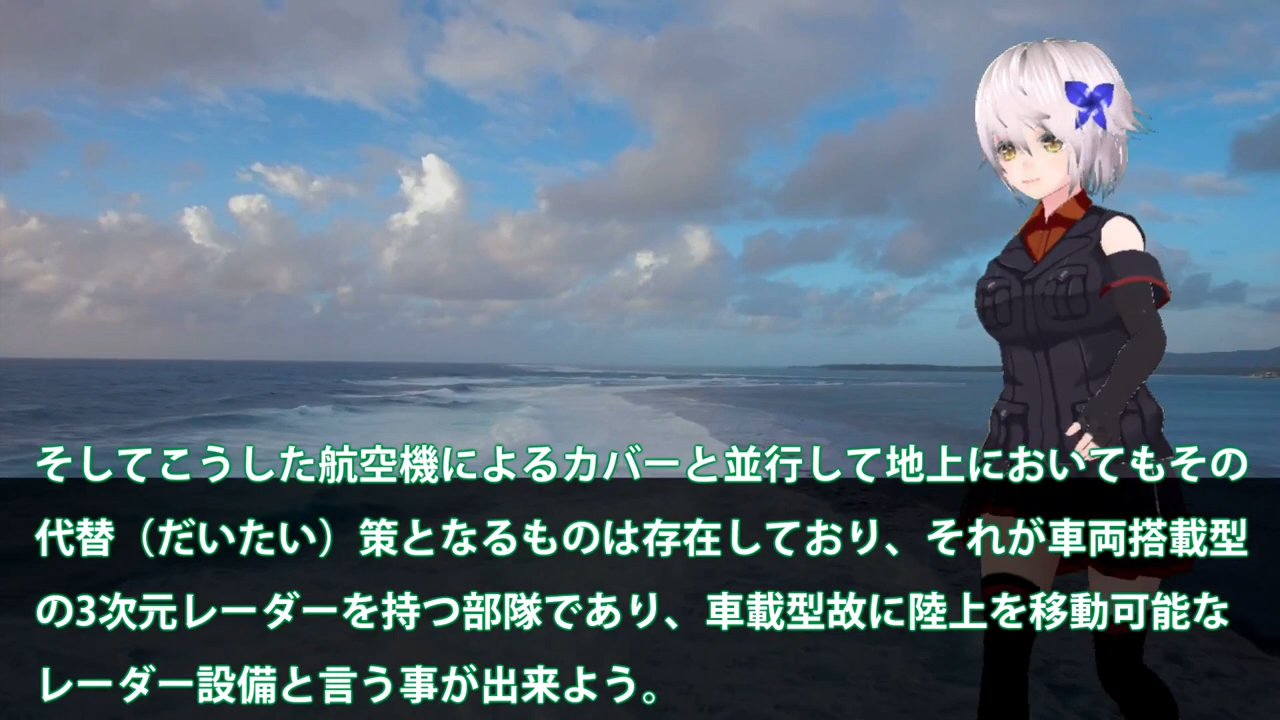 そしてこうした航空機によるカバーと並行して地上においてもその
代替（だいたい）策となるものは存在しており、それが車両搭載型
の3次元レーダーを持つ部隊であり、車載型故に陸上を移動可能な
レーダー設備と言う事が出来よう。